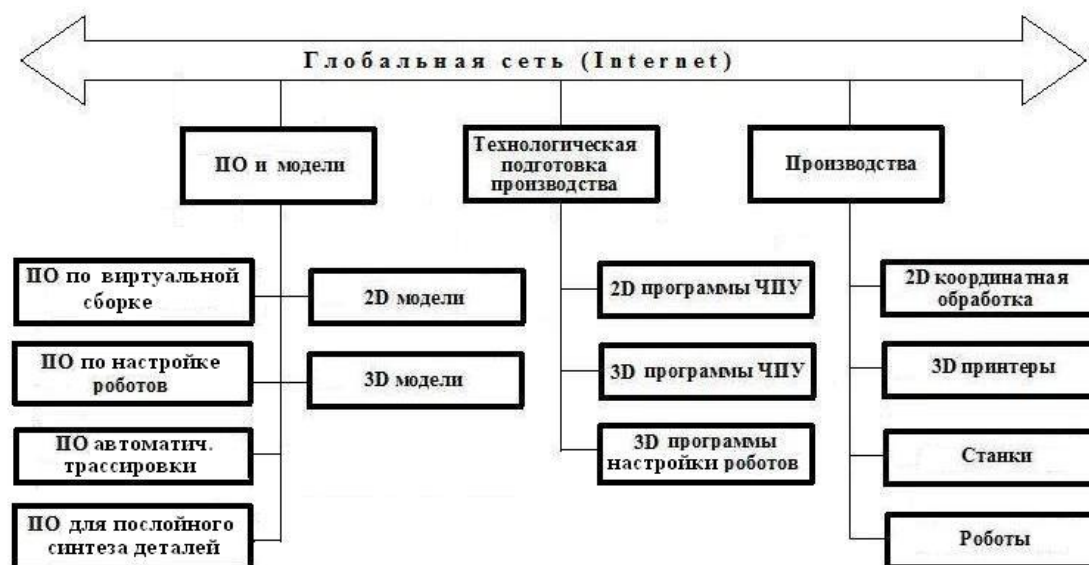 Глобальная сеть (Internet)
ПО и модели
Технологическая
подготовка
производства
Производства
ПО по виртуальной
сборке
2D модели
2D программы ЧПУ
2D координатная
обработка
ПО по настройке
роботов
3D модели
3D программы ЧПУ
3D принтеры
ПО автоматич.
трассировки
3D программы
настройки роботов
Станки
ПО для послойного
синтеза деталей
Роботы